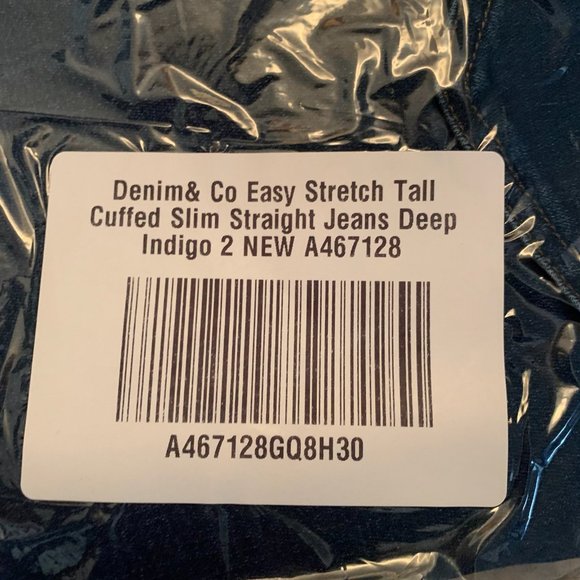 Denim& Co Easy Stretch Tall
Cuffed Slim Straight Jeans Deep
Indigo 2 NEW A467128
A467128GQ8H30